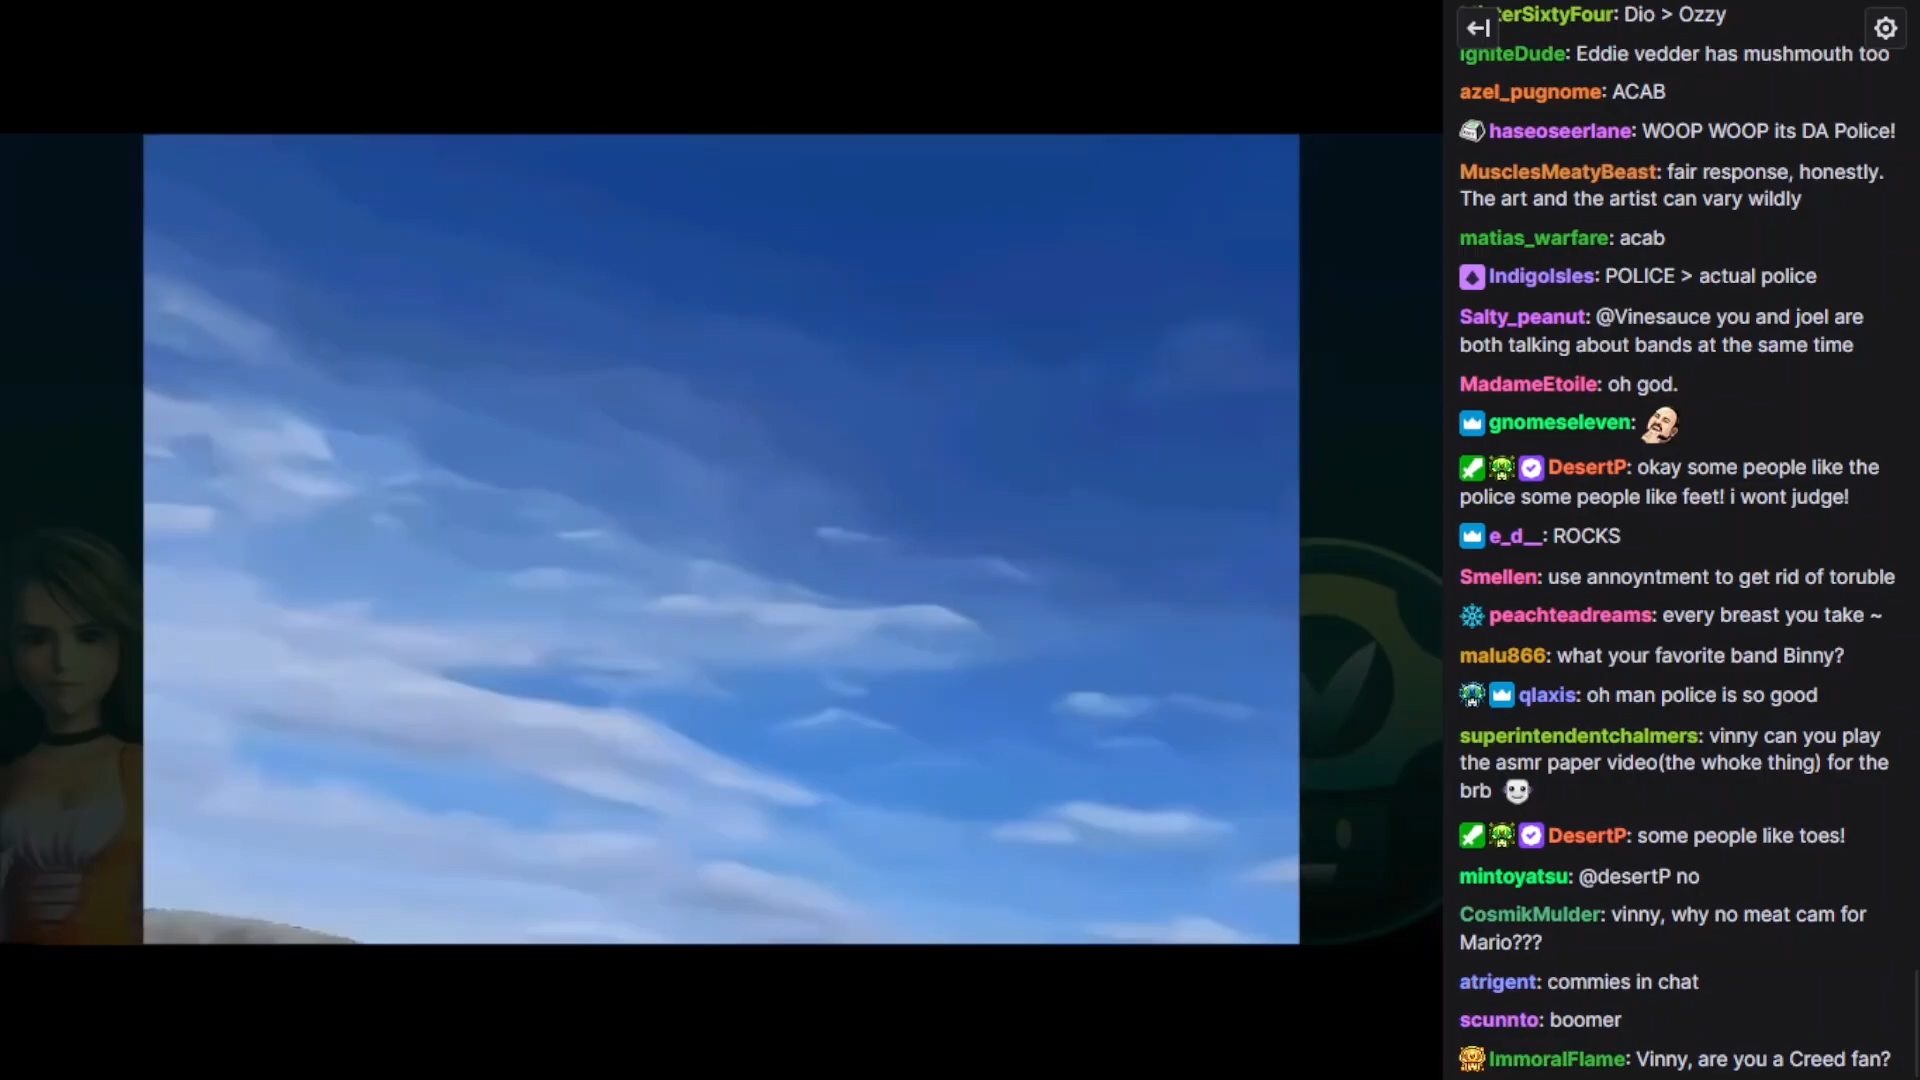 terSixtyFour: Dio > Ozzy
igniteDude: Eddie vedder has mushmouth too
azel_pugnome: ACAB
haseoseerlane: WOOP WOOP its DA Police!
MusclesMeatyBeast: fair response, honestly.
The art and the artist can vary wildly
matias_warfare: acab
IndigoIsles: POLICE > actual police
Salty_peanut: @Vinesauce you and joel are
both talking about bands at the same time
MadameEtoile: oh god.
gnomeseleven:
DesertP: okay some people like the
police some people like feet! i wont judge!
e_d__: ROCKS
Smellen: use annoyntment to get rid of toruble
peachteadreams: every breast you take ~
malu866: what your favorite band Binny?
qlaxis: oh man police is so good
superintendentchalmers: vinny can you play
the asmr paper video(the whoke thing) for the
brb
DesertP: some people like toes!
mintoyatsu: @desertP no
CosmikMulder: vinny, why no meat cam for
Mario???
atrigent: commies in chat
scunnto: boomer
ImmoralFlame: Vinny, are you a Creed fan?